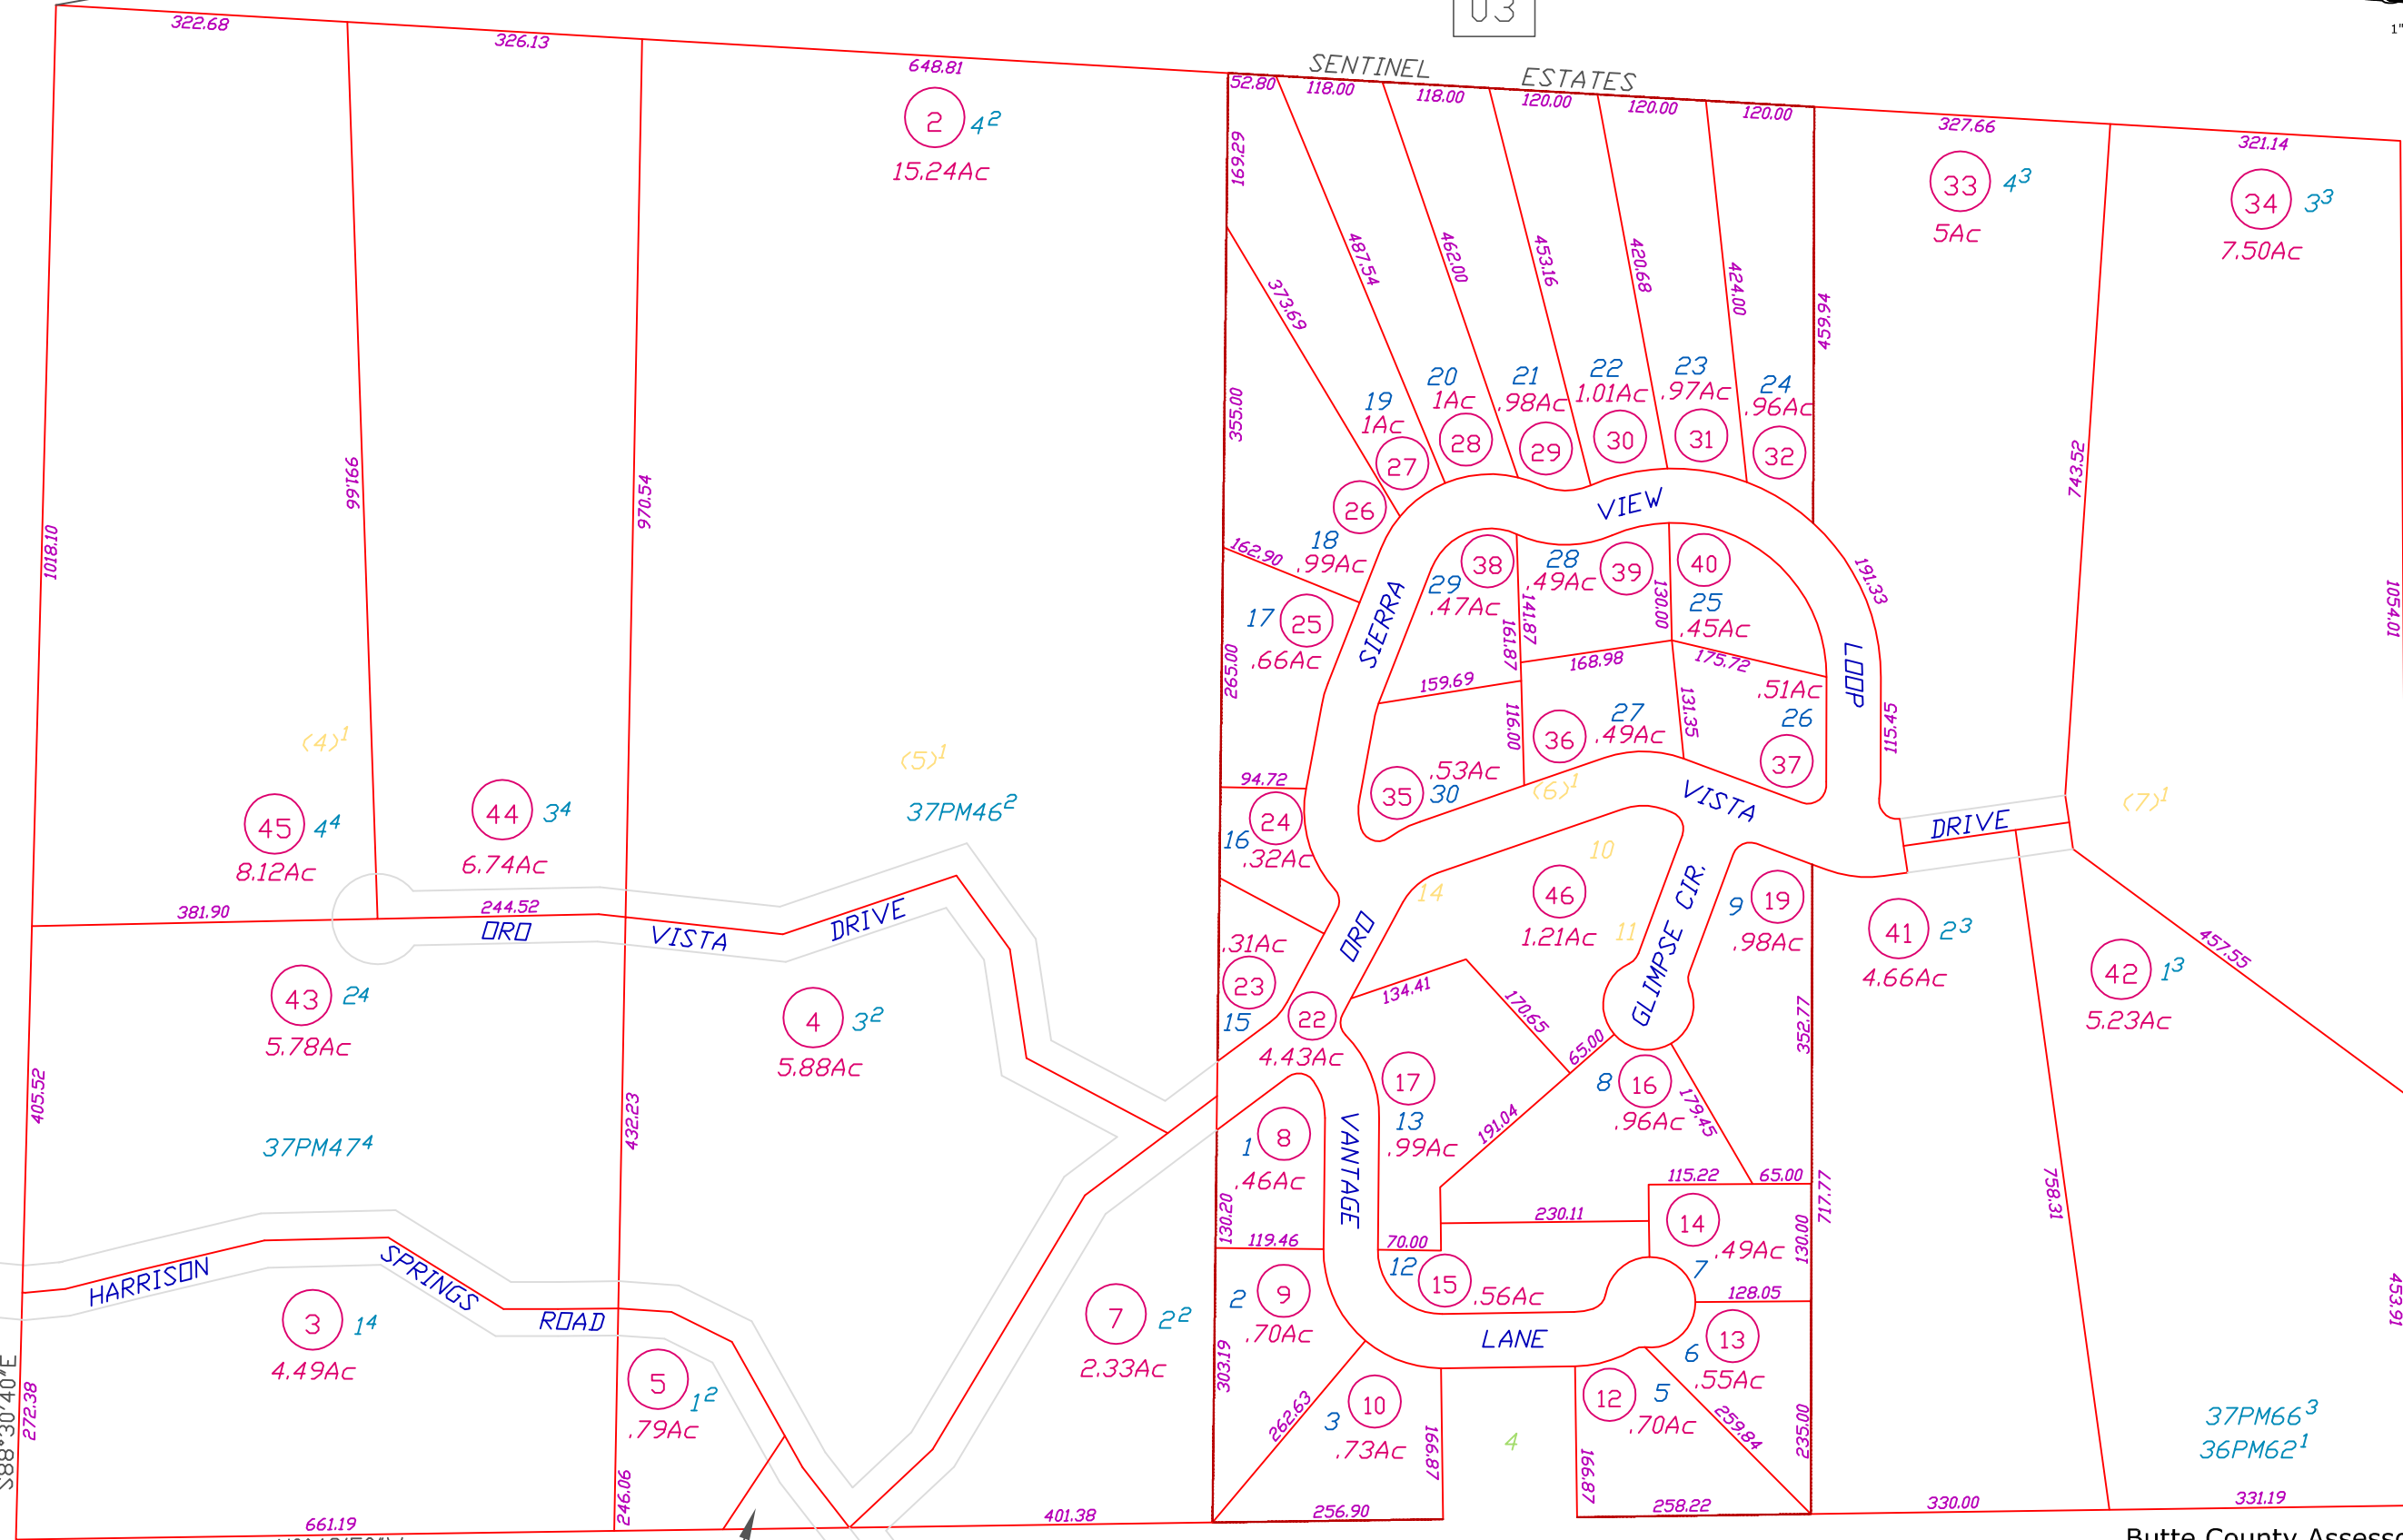 03
1"
SENTINEL ESTATES
322.68
326.13
648.81
52.80
118.00
118.00
120.00
120.00
120.00
327.66
321.14
2 4²
15.24Ac
33 4³
5Ac
34 3³
7.50Ac
169.29
373.69
487.54
462.00
453.16
420.68
424.00
459.94
355.00
1018.10
991.66
970.54
743.52
1054.01
19
1Ac
27
20
1Ac
28
21
.98Ac
29
22
1.01Ac
30
23
.97Ac
31
24
.96Ac
32
26
18
.99Ac
162.90
17 25
.66Ac
265.00
SIERRA
VIEW
LOOP
191.33
115.45
38
29
.47Ac
28
.49Ac
39
40
25
.45Ac
141.87
161.87
130.00
168.98
175.72
159.69
116.00
131.35
.51Ac
26
37
27
36 .49Ac
.53Ac
35 30
(4)¹
(5)¹
(6)¹
(7)¹
37PM46²
45 4⁴
8.12Ac
44 3⁴
6.74Ac
94.72
24
16
.32Ac
VISTA
DRIVE
381.90
244.52
ORO VISTA DRIVE
10
14
46
1.21Ac
11
GLIMPSE CIR.
9 19
.98Ac
41 2³
4.66Ac
42 1³
5.23Ac
457.55
.31Ac
23
15
ORO
22
4.43Ac
134.41
170.65
65.00
352.77
43 2⁴
5.78Ac
4 3²
5.88Ac
405.52
432.23
37PM47⁴
17
13
.99Ac
191.04
8 16
.96Ac
179.45
8
1
.46Ac
VANTAGE
130.20
119.46
115.22
65.00
717.77
758.31
230.11
70.00
14
.49Ac
7
130.00
128.05
HARRISON SPRINGS ROAD
3 1⁴
4.49Ac
5 1²
.79Ac
7 2²
2.33Ac
2 9
.70Ac
12 15
.56Ac
LANE
13
6
.55Ac
303.19
262.63
10
3
.73Ac
166.87
4
12 5
.70Ac
166.87
259.84
235.00
453.91
37PM66³
36PM62¹
S88°30'40"E
272.38
246.06
661.19
401.38
256.90
258.22
330.00
331.19